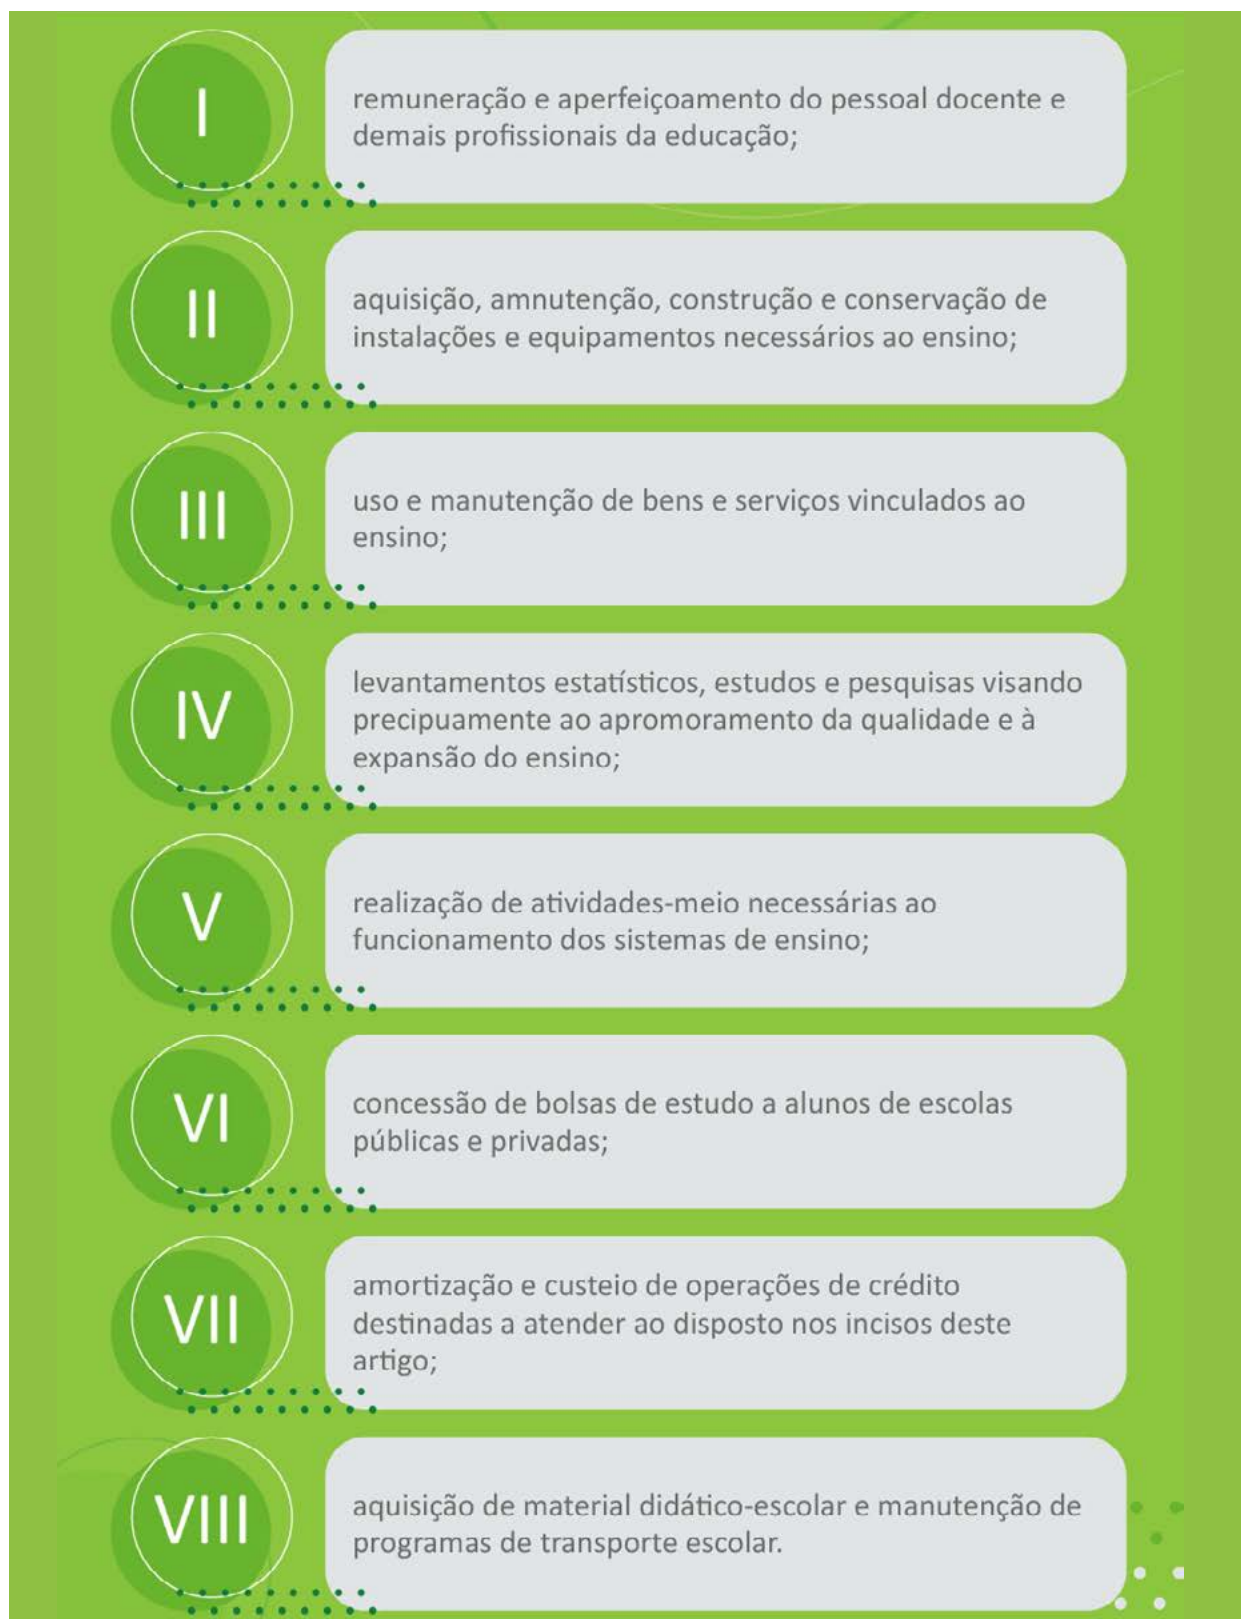 I
remuneração e aperfeiçoamento do pessoal docente e
demais profissionais da educação;
II
aquisição, amnutenção, construção e conservação de
instalações e equipamentos necessários ao ensino;
III
uso e manutenção de bens e serviços vinculados ao
ensino;
IV
levantamentos estatísticos, estudos e pesquisas visando
precipuamente ao apromoramento da qualidade e à
expansão do ensino;
V
realização de atividades-meio necessárias ao
funcionamento dos sistemas de ensino;
VI
concessão de bolsas de estudo a alunos de escolas
públicas e privadas;
VII
amortização e custeio de operações de crédito
destinadas a atender ao disposto nos incisos deste
artigo;
VIII
aquisição de material didático-escolar e manutenção de
programas de transporte escolar.